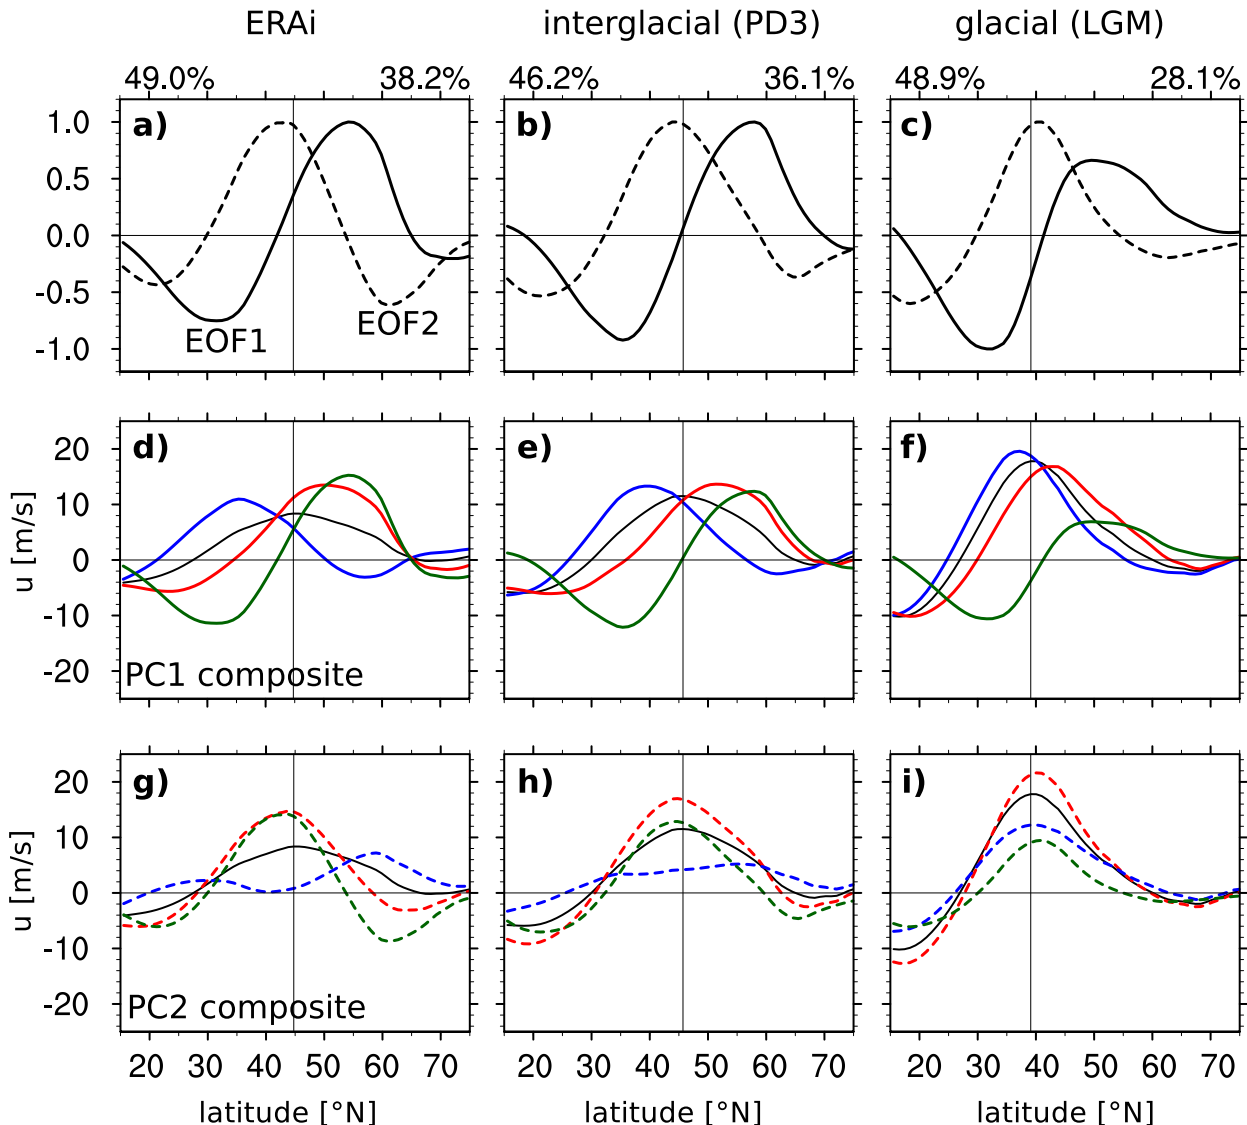 ERAi interglacial (PD3) glacial (LGM)
49.0% 38.2% 46.2% 36.1% 48.9% 28.1%
a) b) c)
1.0
0.5
0.0
-0.5
-1.0
EOF1 EOF2
d) e) f)
u [m/s]
20
10
0
-10
-20
PC1 composite
g) h) i)
u [m/s]
20
10
0
-10
-20
PC2 composite
20 30 40 50 60 70 20 30 40 50 60 70 20 30 40 50 60 70
latitude [°N] latitude [°N] latitude [°N]